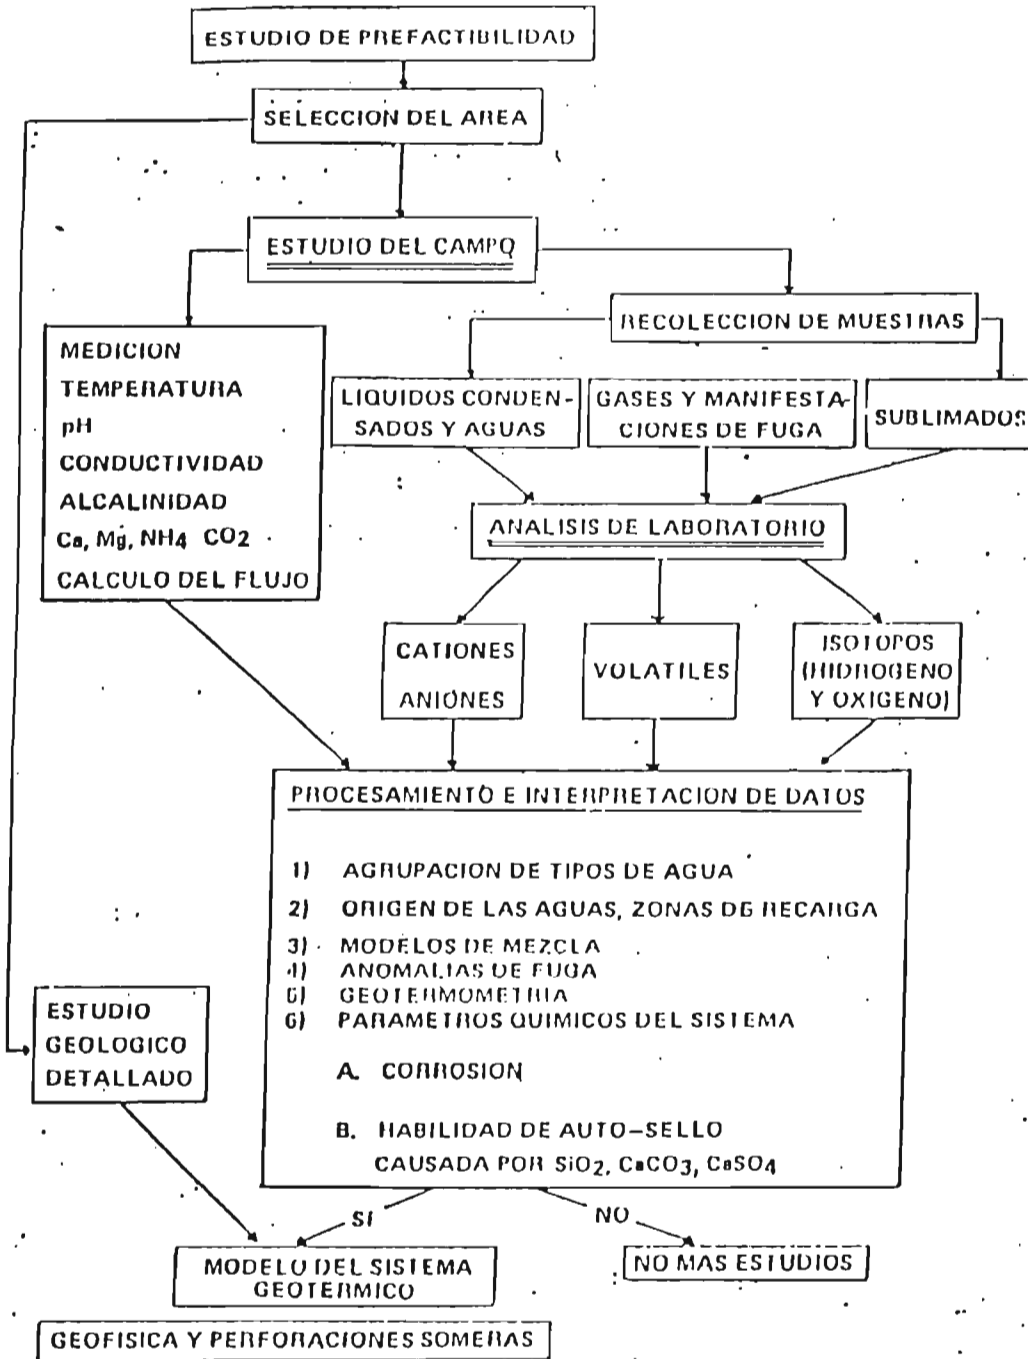 ESTUDIO DE PREFACTIBILIDAD
SELECCION DEL AREA
ESTUDIO DEL CAMPO
RECOLECCION DE MUESTRAS
MEDICION
TEMPERATURA
pH
CONDUCTIVIDAD
ALCALINIDAD
Ca, Mg, NH4 CO2
CALCULO DEL FLUJO
LIQUIDOS CONDEN-
SADOS Y AGUAS
GASES Y MANIFESTA-
CIONES DE FUGA
SUBLIMADOS
ANALISIS DE LABORATORIO
CATIONES
ANIONES
VOLATILES
ISOTOPOS
(HIDROGENO
Y OXIGENO)
PROCESAMIENTO E INTERPRETACION DE DATOS
1) AGRUPACION DE TIPOS DE AGUA
2) ORIGEN DE LAS AGUAS, ZONAS DE RECARGA
3) MODELOS DE MEZCLA
4) ANOMALIAS DE FUGA
5) GEOTERMOMETRIA
6) PARAMETROS QUIMICOS DEL SISTEMA
A. CORROSION
B. HABILIDAD DE AUTO-SELLO
CAUSADA POR SiO2, CaCO3, CaSO4
ESTUDIO
GEOLOGICO
DETALLADO
SI
NO
MODELO DEL SISTEMA
GEOTERMICO
NO MAS ESTUDIOS
GEOFISICA Y PERFORACIONES SOMERAS